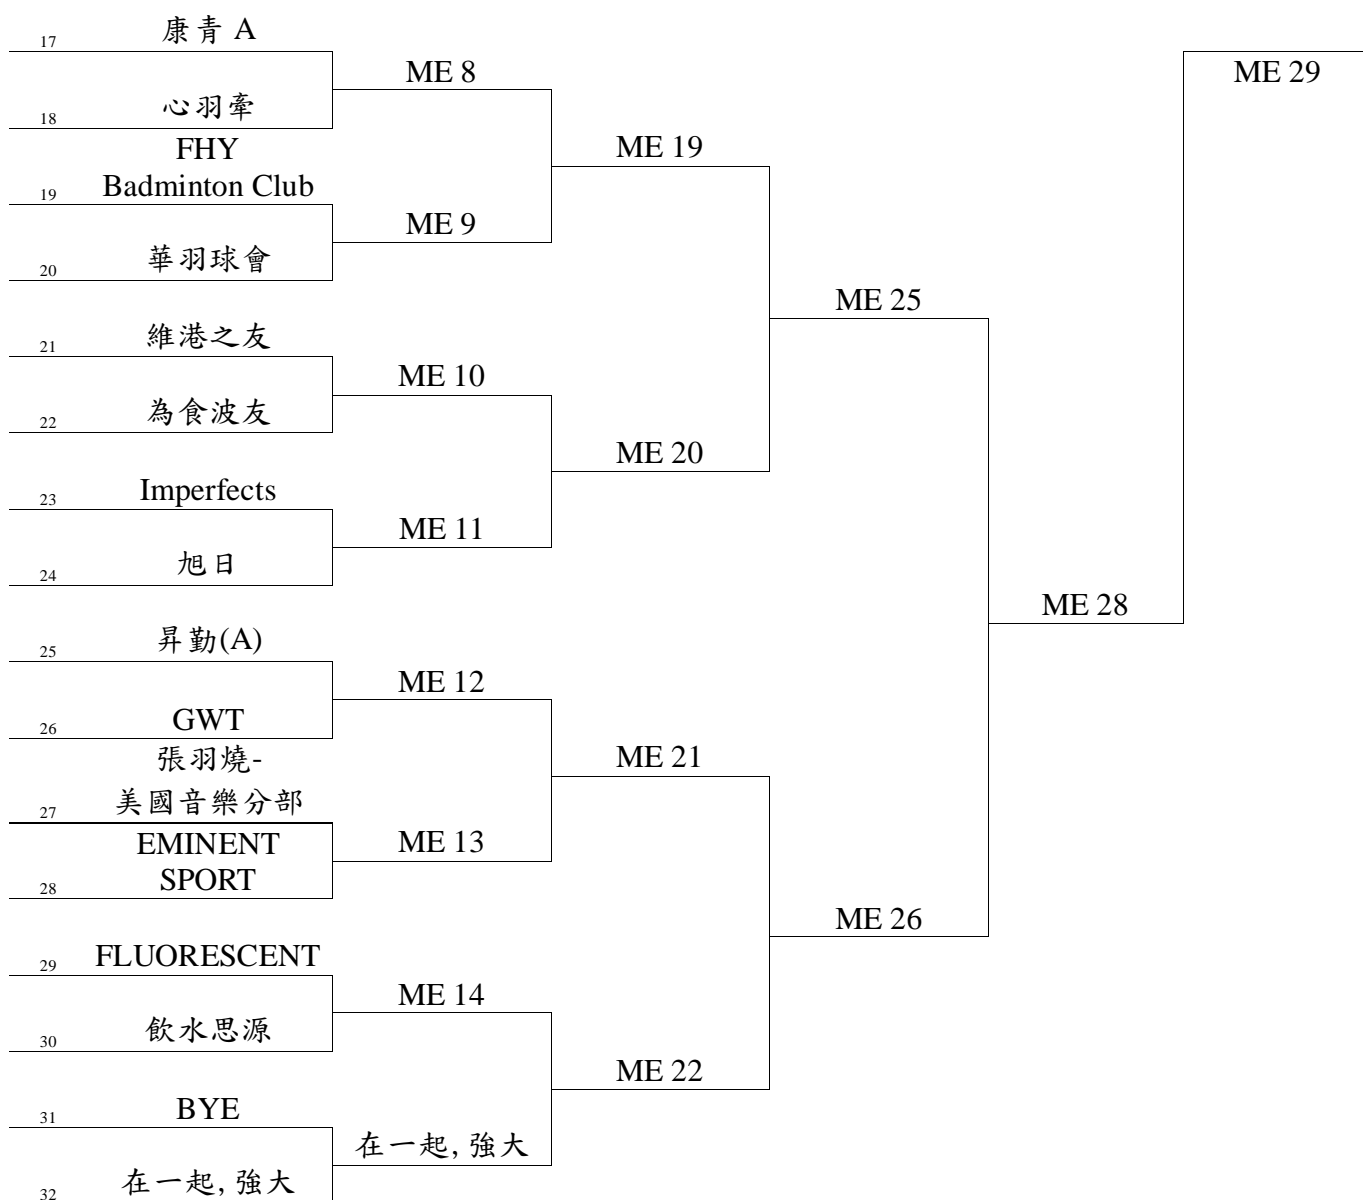 17 康青 A
ME 8
ME 29
18 心羽牽
ME 19
FHY
19 Badminton Club
ME 9
20 華羽球會
ME 25
21 維港之友
ME 10
22 為食波友
ME 20
23 Imperfects
ME 11
24 旭日
ME 28
25 昇勤(A)
ME 12
26 GWT
張羽燒-
ME 21
27 美國音樂分部
EMINENT
ME 13
SPORT
28
ME 26
29 FLUORESCENT
ME 14
30 飲水思源
ME 22
31 BYE
在一起, 強大
32 在一起, 強大